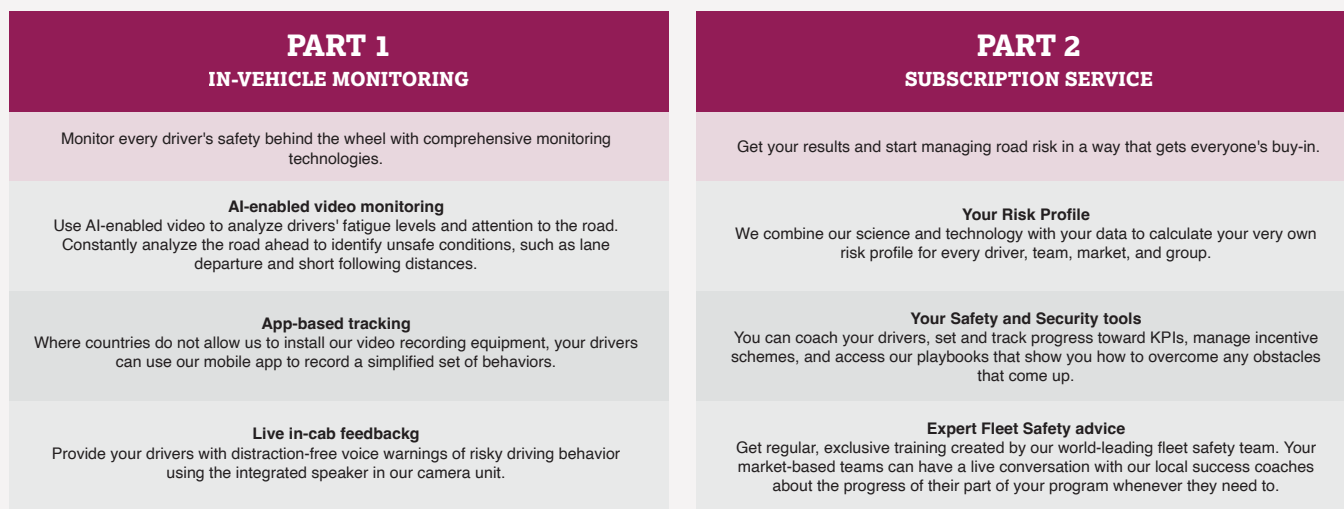 PART 1
IN-VEHICLE MONITORING
Monitor every driver's safety behind the wheel with comprehensive monitoring
technologies.
AI-enabled video monitoring
Use AI-enabled video to analyze drivers' fatigue levels and attention to the road.
Constantly analyze the road ahead to identify unsafe conditions, such as lane
departure and short following distances.
App-based tracking
Where countries do not allow us to install our video recording equipment, your drivers
can use our mobile app to record a simplified set of behaviors.
Live in-cab feedbackg
Provide your drivers with distraction-free voice warnings of risky driving behavior
using the integrated speaker in our camera unit.
PART 2
SUBSCRIPTION SERVICE
Get your results and start managing road risk in a way that gets everyone's buy-in.
Your Risk Profile
We combine our science and technology with your data to calculate your very own
risk profile for every driver, team, market, and group.
Your Safety and Security tools
You can coach your drivers, set and track progress toward KPIs, manage incentive
schemes, and access our playbooks that show you how to overcome any obstacles
that come up.
Expert Fleet Safety advice
Get regular, exclusive training created by our world-leading fleet safety team. Your
market-based teams can have a live conversation with our local success coaches
about the progress of their part of your program whenever they need to.